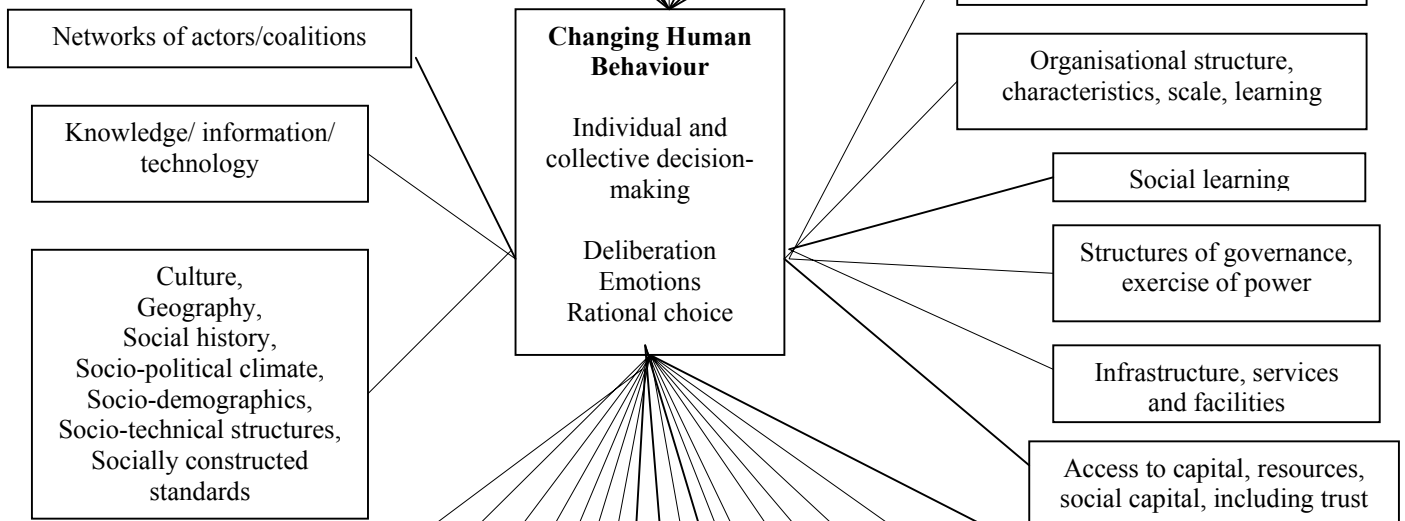 Networks of actors/coalitions
Knowledge/ information/
technology
Culture,
Geography,
Social history,
Socio-political climate,
Socio-demographics,
Socio-technical structures,
Socially constructed
standards
Changing Human
Behaviour
Individual and
collective decision-
making
Deliberation
Emotions
Rational choice
Organisational structure,
characteristics, scale, learning
Social learning
Structures of governance,
exercise of power
Infrastructure, services
and facilities
Access to capital, resources,
social capital, including trust